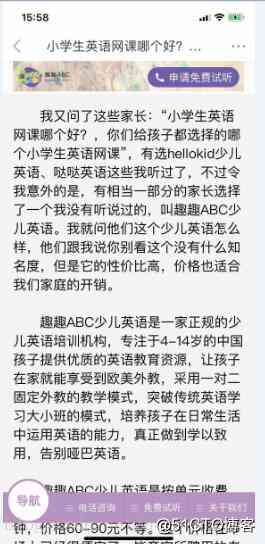 15:58
小学生英语网课哪个好？...
趣趣ABC
申请免费试听
我又问了这些家长：“小学生英语
网课哪个好？，你们给孩子都选择的哪
个小学生英语网课”，有选hellokid少儿
英语、哒哒英语这些我听过了，不过令
我意外的是，有相当一部分的家长选择
了一个我没有听说过的，叫趣趣ABC少
儿英语。我就问他们这个少儿英语怎么
样，他们跟我说你别看这个没有什么知
名度，但是它的性价比高，价格也适合
我们家庭的开销。
趣趣ABC少儿英语是一家正规的少
儿英语培训机构，专注于4-14岁的中国
孩子提供优质的英语教育资源，让孩子
在家就能享受到欧美外教，采用一对二
固定外教的教学模式，突破传统英语学
习大小班的模式，培养孩子在日常生活
中运用英语的能力，真正做到学以致
用，告别哑巴英语。
趣趣ABC少儿英语是按单元收费
导航
电话咨询
免费试听
关于我们
钟，价格60-90元不等。这个价格在市
@51CTO博客